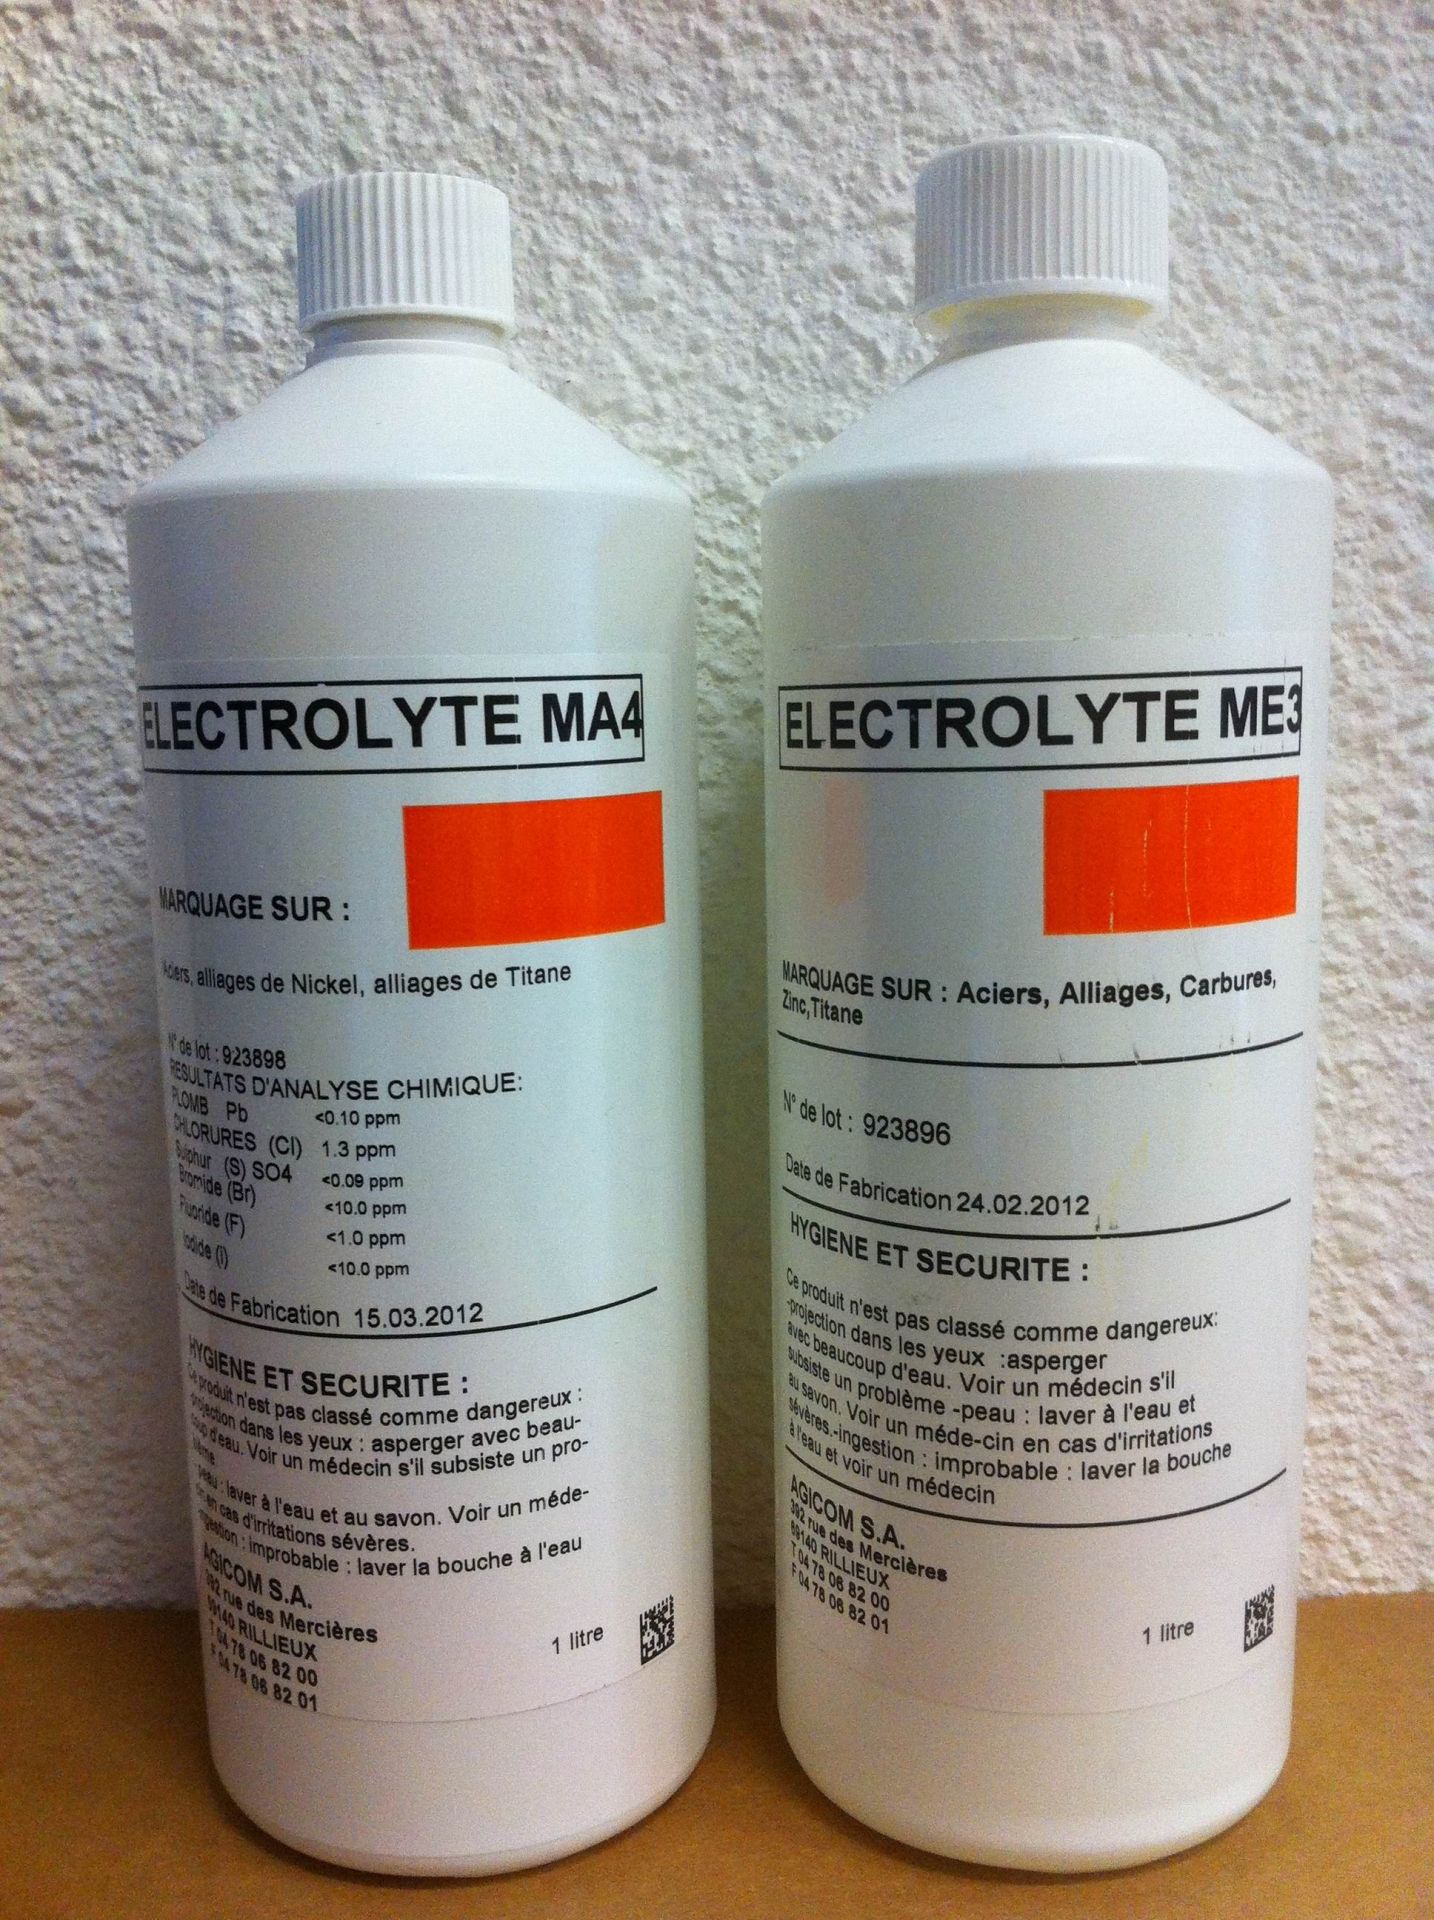 ELECTROLYTE MA4
MARQUAGE SUR :
Aciers, alliages de Nickel, alliages de Titane
N° de lot : 923898
RESULTATS D'ANALYSE CHIMIQUE:
PLOMB Pb <0.10 ppm
CHLORURES (Cl) 1.3 ppm
Sulphur (S) SO4 <0.09 ppm
Bromide (Br) <10.0 ppm
Fluoride (F) <1.0 ppm
Iodide (I) <10.0 ppm
Date de Fabrication 15.03.2012
HYGIENE ET SECURITE :
Ce produit n'est pas classé comme dangereux :
projection dans les yeux : asperger avec beau-
coup d'eau. Voir un médecin s'il subsiste un pro-
blème
peau : laver à l'eau et au savon. Voir un méde-
cin en cas d'irritations sévères.
-ingestion : improbable : laver la bouche à l'eau
AGICOM S.A.
392 rue des Mercières
69140 RILLIEUX
T 04 78 06 82 00
F 04 78 06 82 01
1 litre
ELECTROLYTE ME3
MARQUAGE SUR : Aciers, Alliages, Carbures,
Zinc,Titane
N° de lot : 923896
Date de Fabrication 24.02.2012
HYGIENE ET SECURITE :
Ce produit n'est pas classé comme dangereux:
-projection dans les yeux :asperger
avec beaucoup d'eau. Voir un médecin s'il
subsiste un problème -peau : laver à l'eau et
au savon. Voir un méde-cin en cas d'irritations
sévères.-ingestion : improbable : laver la bouche
à l'eau et voir un médecin
AGICOM S.A.
392 rue des Mercières
69140 RILLIEUX
T 04 78 06 82 00
F 04 78 06 82 01
1 litre